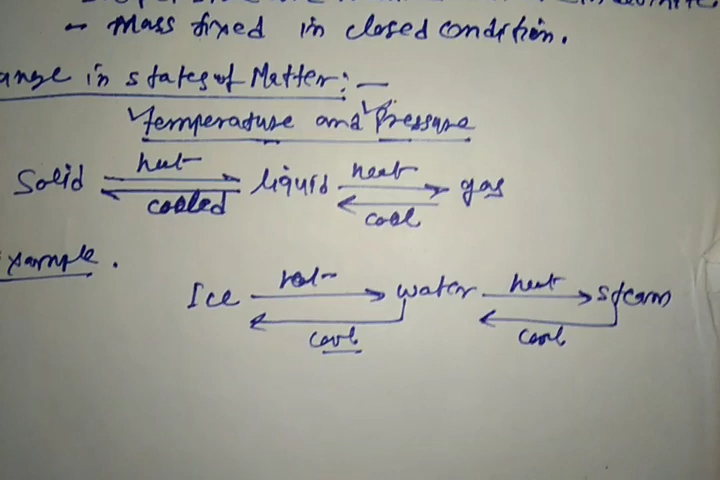 - Mass fixed in closed condition.
ange in states of Matter: —
Temperature and Pressure
Solid heat cooled liquid heat cool gas
xample.
Ice heat cool water heat cool steam